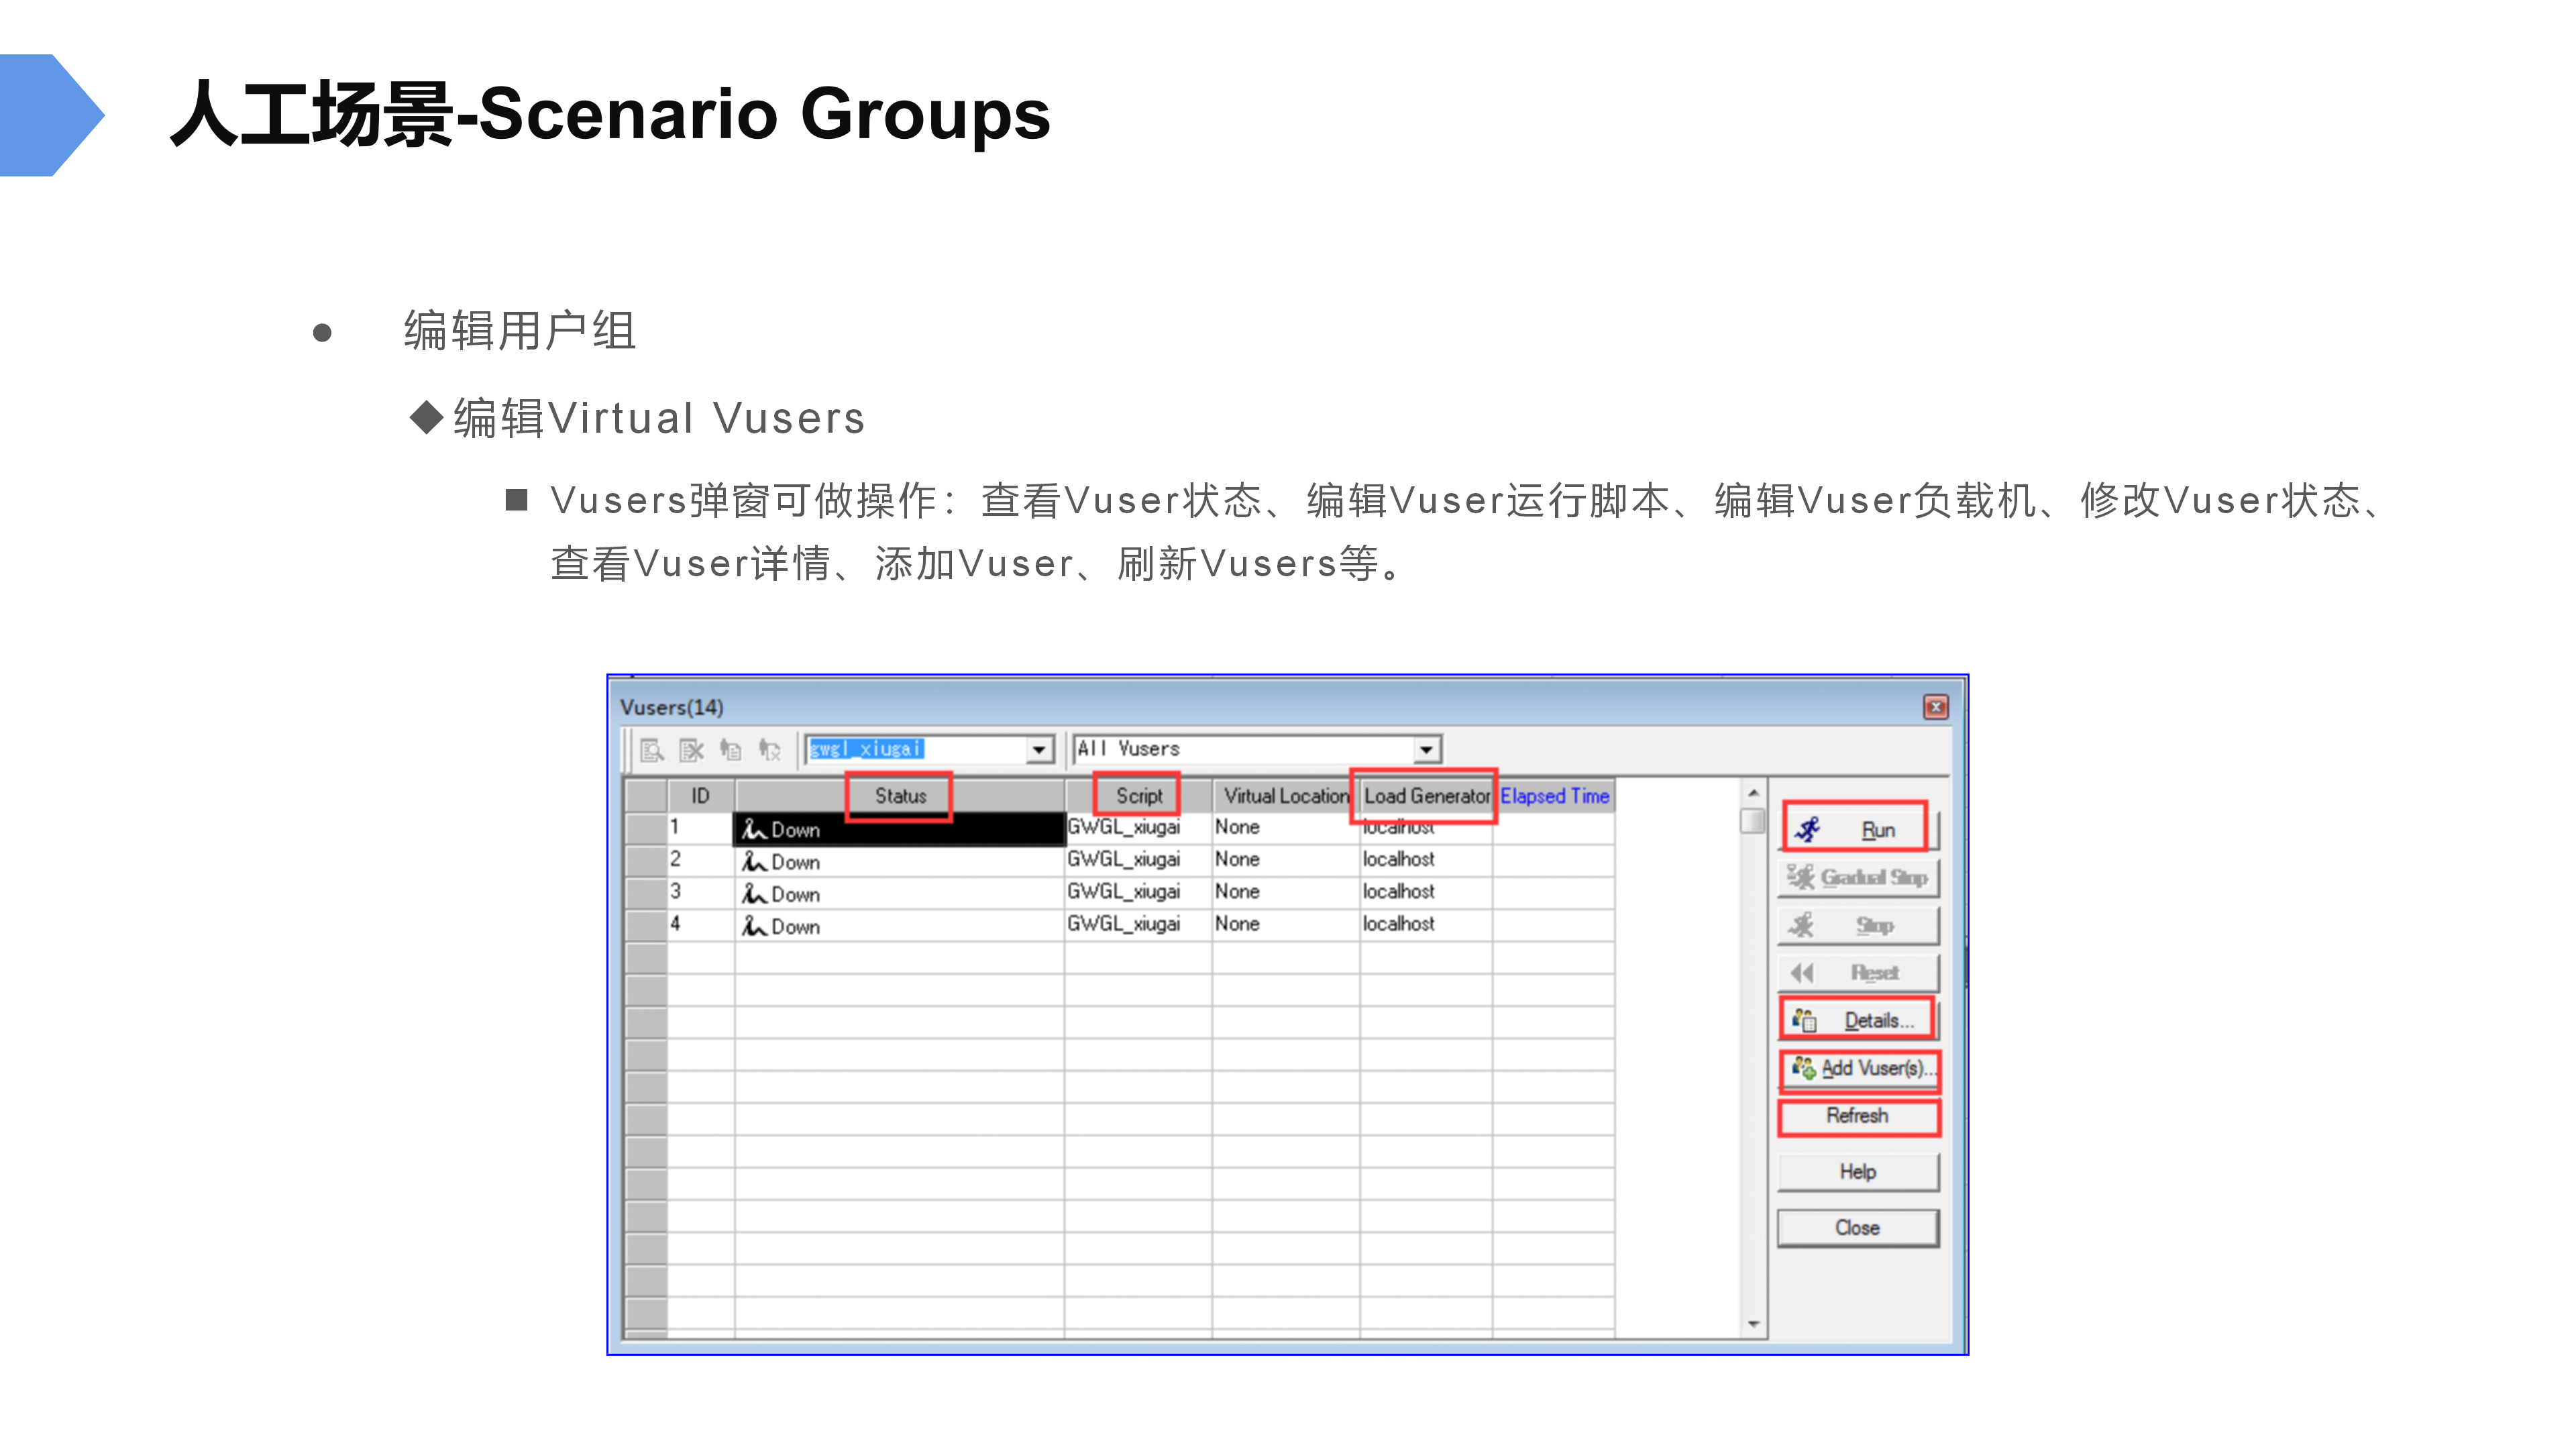 人工场景-Scenario Groups
● 编辑用户组
◆编辑Virtual Vusers
■ Vusers弹窗可做操作：查看Vuser状态、编辑Vuser运行脚本、编辑Vuser负载机、修改Vuser状态、
查看Vuser详情、添加Vuser、刷新Vusers等。
Vusers(14)
gwgl_xiugai All Vusers
ID Status Script Virtual Location Load Generator Elapsed Time
1 Down GWGL_xiugai None localhost
2 Down GWGL_xiugai None localhost
3 Down GWGL_xiugai None localhost
4 Down GWGL_xiugai None localhost
Run
Gradual Stop
Stop
Reset
Details...
Add Vuser(s)...
Refresh
Help
Close